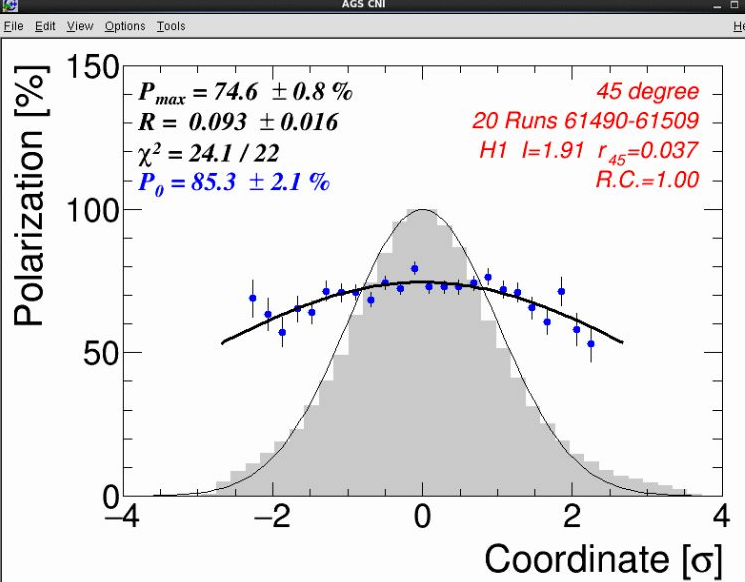 AGS CNI
File Edit View Options Tools He
Polarization [%]
150
100
50
0
P_max = 74.6 ± 0.8 %
R = 0.093 ± 0.016
χ² = 24.1 / 22
P_0 = 85.3 ± 2.1 %
45 degree
20 Runs 61490-61509
H1 I=1.91 r_45=0.037
R.C.=1.00
−4 −2 0 2 4
Coordinate [σ]